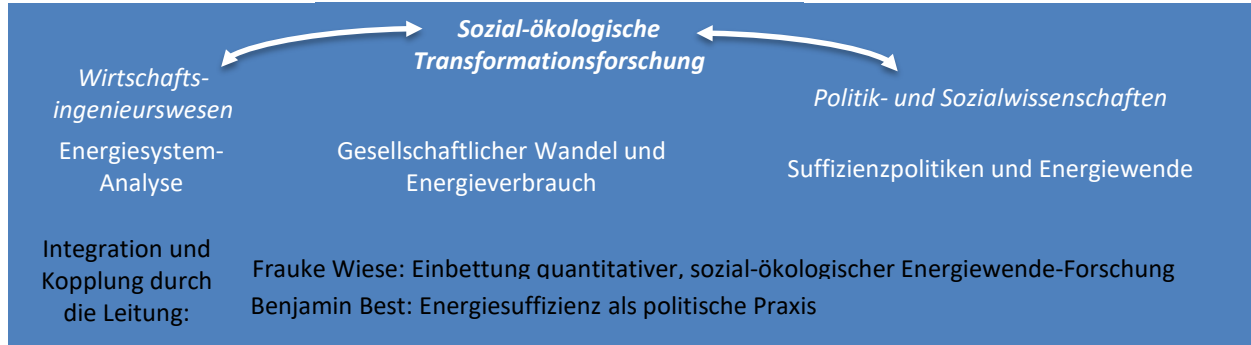 Sozial-ökologische
Transformationsforschung
Wirtschafts-
ingenieurswesen
Politik- und Sozialwissenschaften
Energiesystem-
Analyse
Gesellschaftlicher Wandel und
Energieverbrauch
Suffizienzpolitiken und Energiewende
Integration und
Kopplung durch
die Leitung:
Frauke Wiese: Einbettung quantitativer, sozial-ökologischer Energiewende-Forschung
Benjamin Best: Energiesuffizienz als politische Praxis